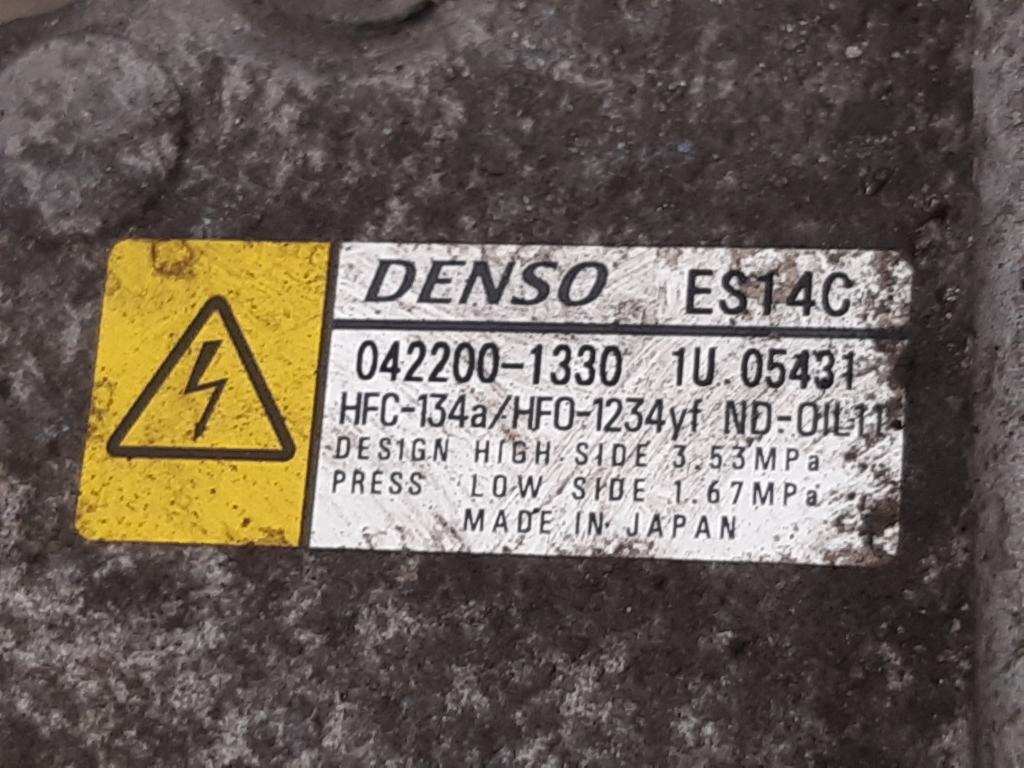 DENSO ES14C
042200-1330 1U 05431
HFC-134a/HFO-1234yf ND-OIL11
DESIGN HIGH SIDE 3.53MPa
PRESS LOW SIDE 1.67MPa
MADE IN JAPAN